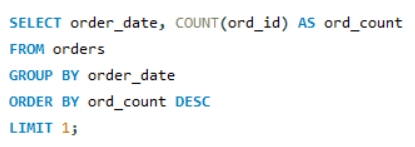 SELECT order_date, COUNT(ord_id) AS ord_count
FROM orders
GROUP BY order_date
ORDER BY ord_count DESC
LIMIT 1;